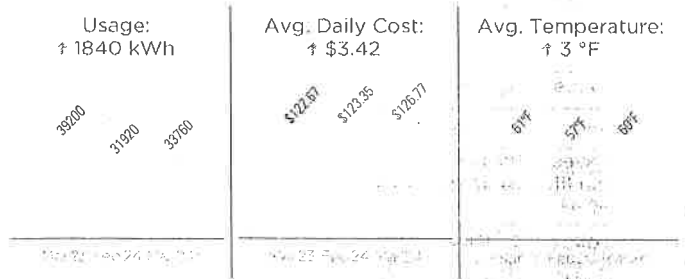 Usage:
↑ 1840 kWh
39200
31920
33760
Avg. Daily Cost:
↑ $3.42
$122.67
$123.35
$126.77
Avg. Temperature:
↑ 3 °F
61°F
57°F
60°F